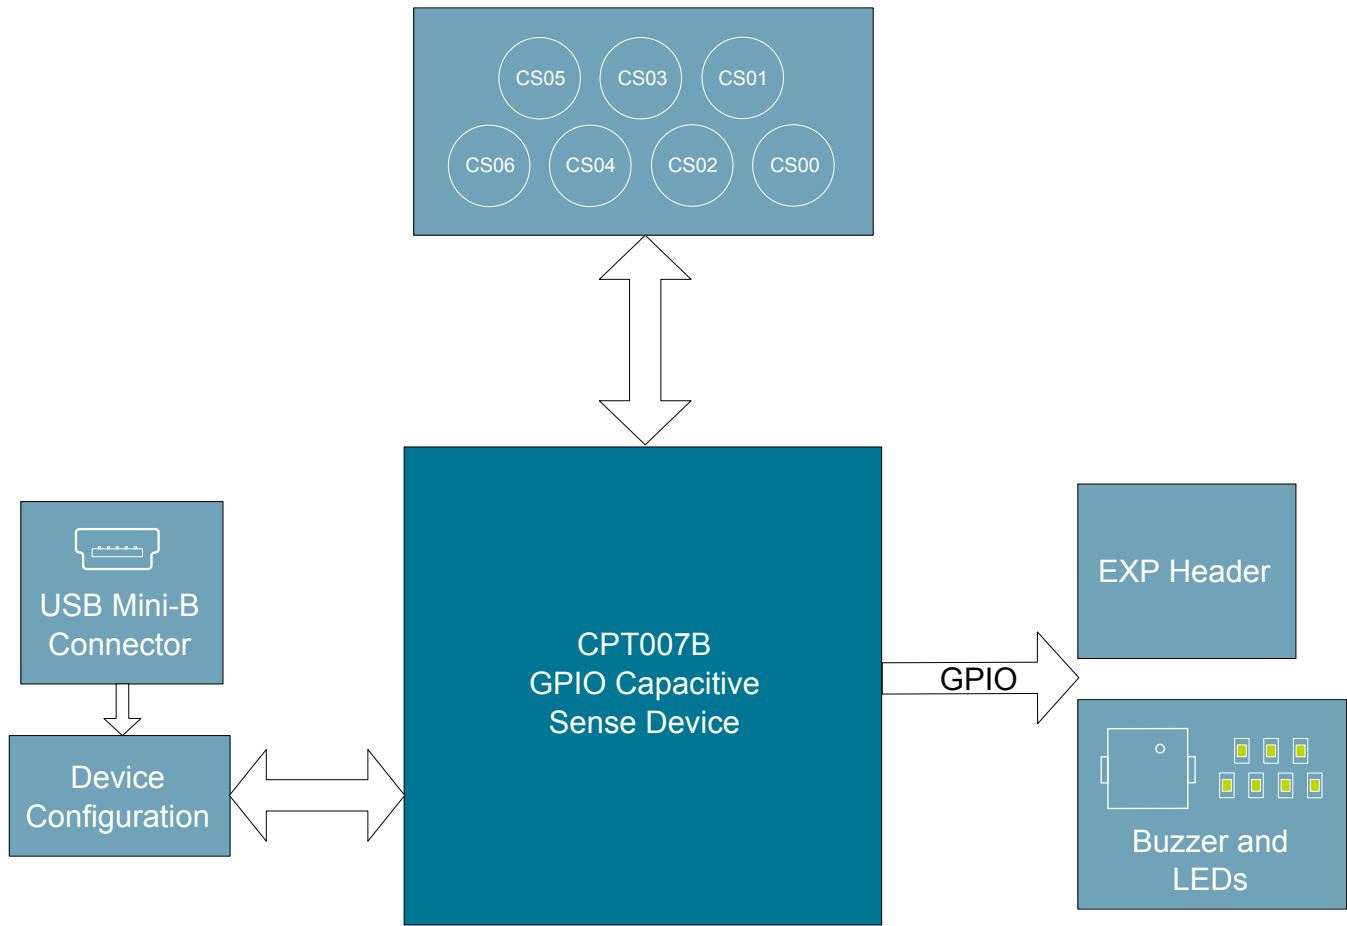 CS05 CS03 CS01
CS06 CS04 CS02 CS00
USB Mini-B
Connector
Device
Configuration
CPT007B
GPIO Capacitive
Sense Device
GPIO
EXP Header
Buzzer and
LEDs